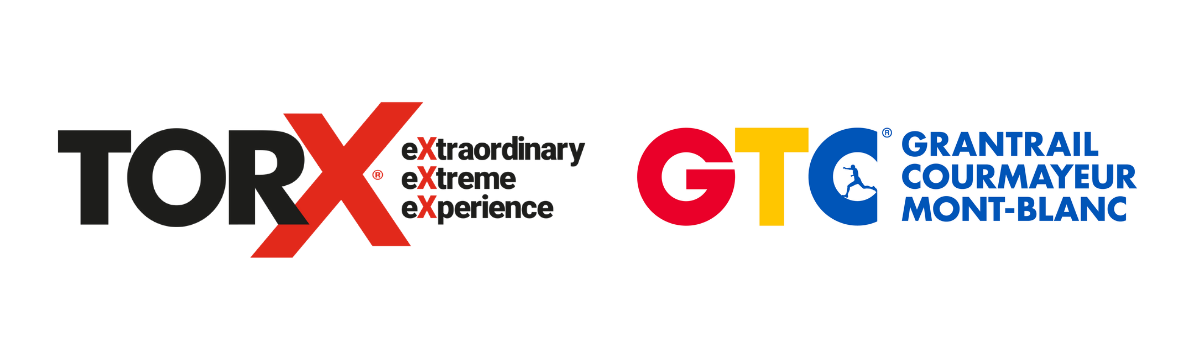 TORX®
eXtraordinary
eXtreme
eXperience
GTC®
GRANTRAIL
COURMAYEUR
MONT-BLANC